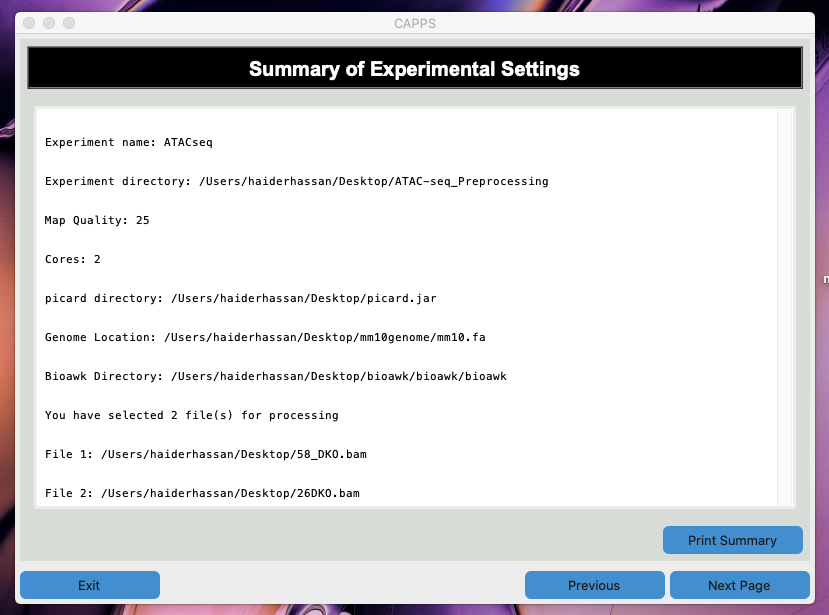 CAPPS
Summary of Experimental Settings
Experiment name: ATACseq
Experiment directory: /Users/haiderhassan/Desktop/ATAC-seq_Preprocessing
Map Quality: 25
Cores: 2
picard directory: /Users/haiderhassan/Desktop/picard.jar
Genome Location: /Users/haiderhassan/Desktop/mm10genome/mm10.fa
Bioawk Directory: /Users/haiderhassan/Desktop/bioawk/bioawk/bioawk
You have selected 2 file(s) for processing
File 1: /Users/haiderhassan/Desktop/58_DKO.bam
File 2: /Users/haiderhassan/Desktop/26DKO.bam
Print Summary
Exit
Previous
Next Page